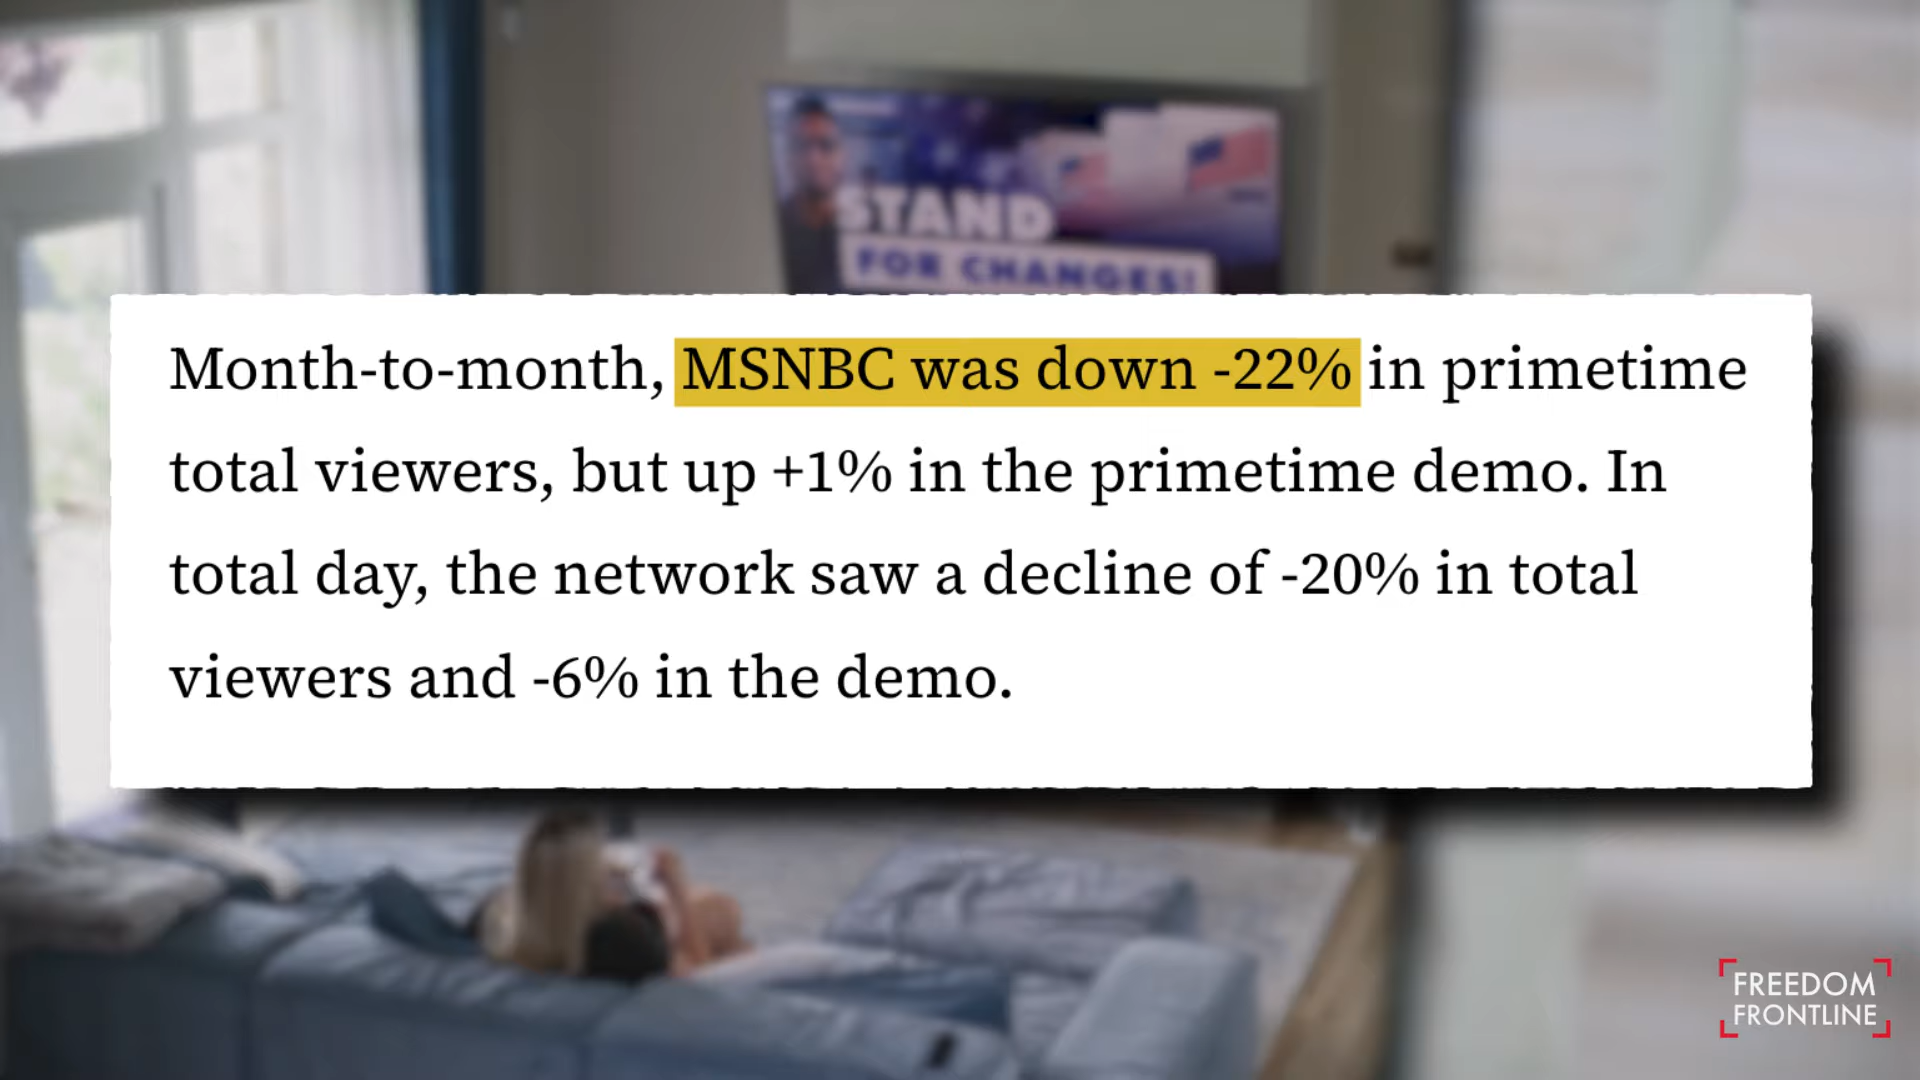 STAND
FOR CHANGES!
Month-to-month, MSNBC was down -22% in primetime
total viewers, but up +1% in the primetime demo. In
total day, the network saw a decline of -20% in total
viewers and -6% in the demo.
FREEDOM
FRONTLINE